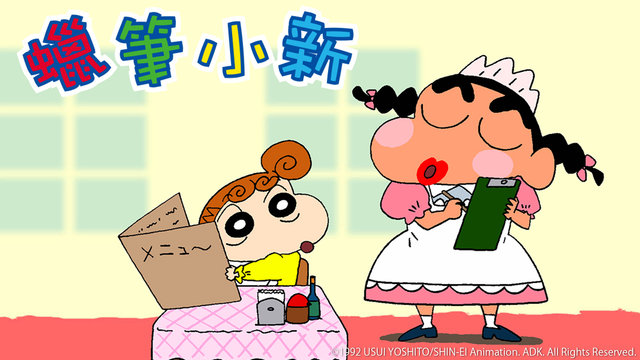 蠟筆小新
メニュ〜
©1992 USUI YOSHITO/SHIN-EI Animation. ADK. All Rights Reserved.